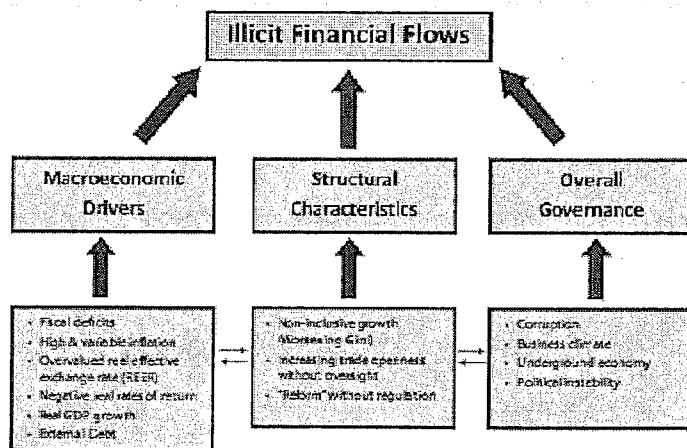 Illicit Financial Flows
Macroeconomic
Drivers
Structural
Characteristics
Overall
Governance
• Fiscal deficits
• High & variable inflation
• Overvalued real effective
exchange rate (REER)
• Negative real rates of return
• Real GDP growth
• External Debt
• Non-inclusive growth
(Worsening Gini)
• Increasing trade openness
without oversight
• "Reform" without regulation
• Corruption
• Business climate
• Underground economy
• Political instability